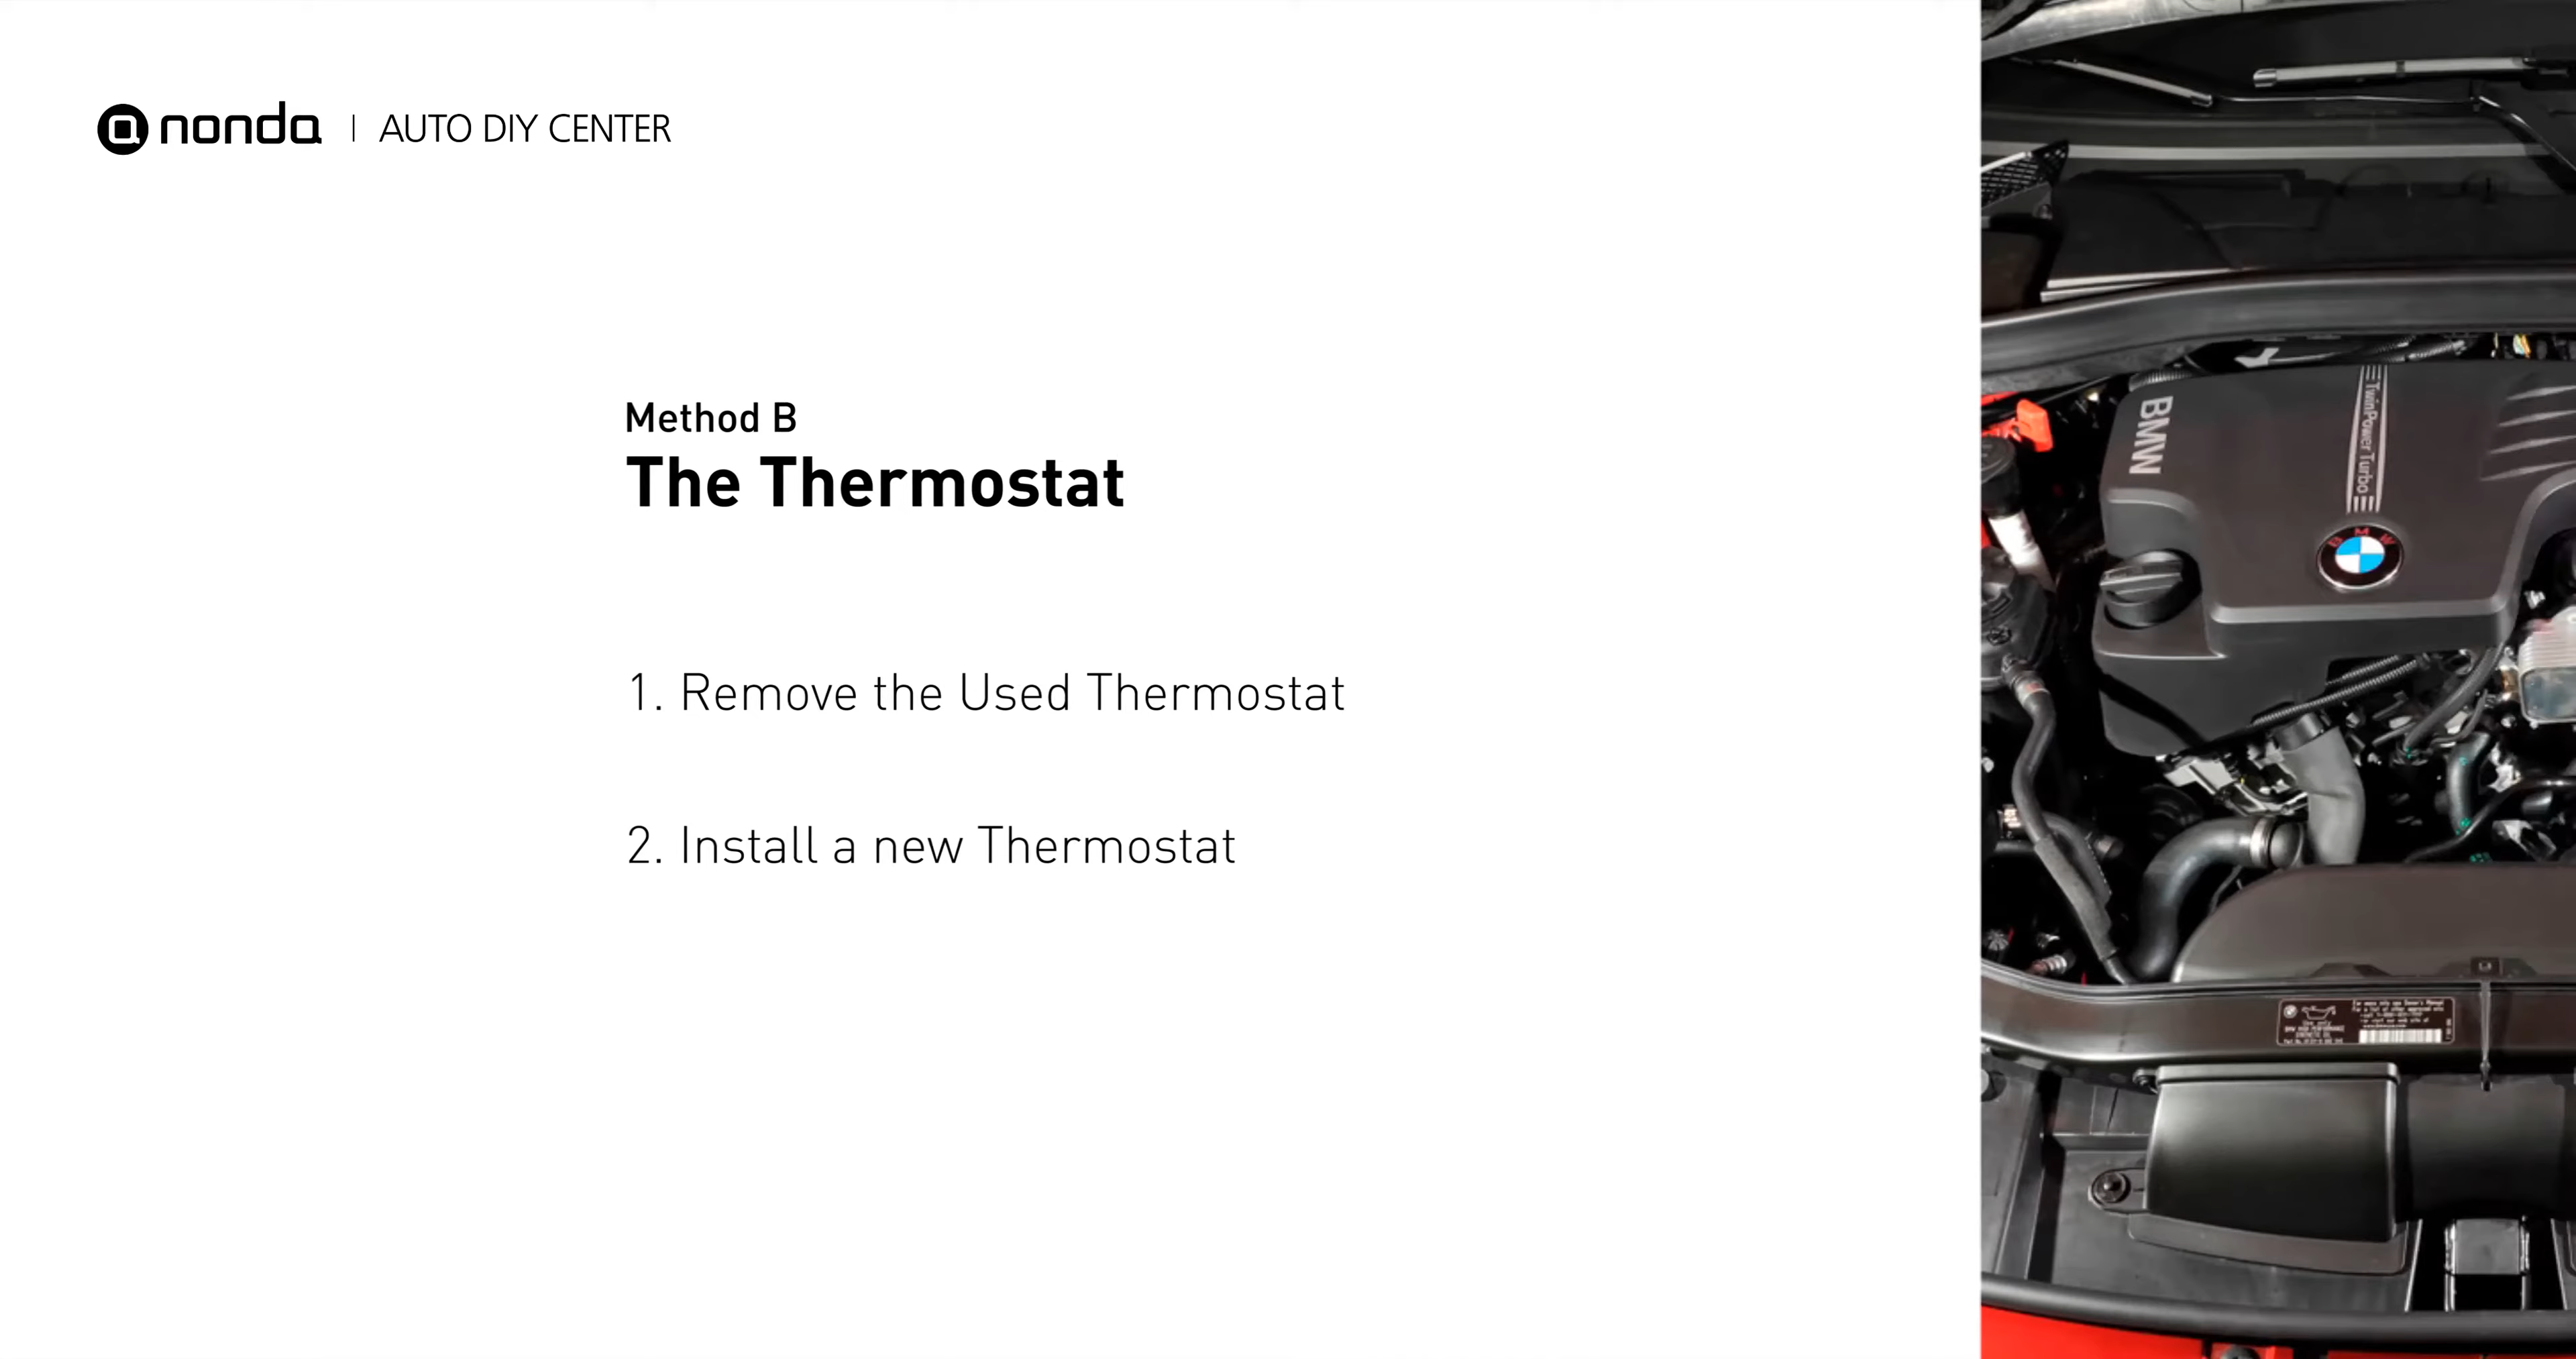 nonda | AUTO DIY CENTER
Method B
The Thermostat
1. Remove the Used Thermostat
2. Install a new Thermostat
BMW
TwinPower Turbo
BMW